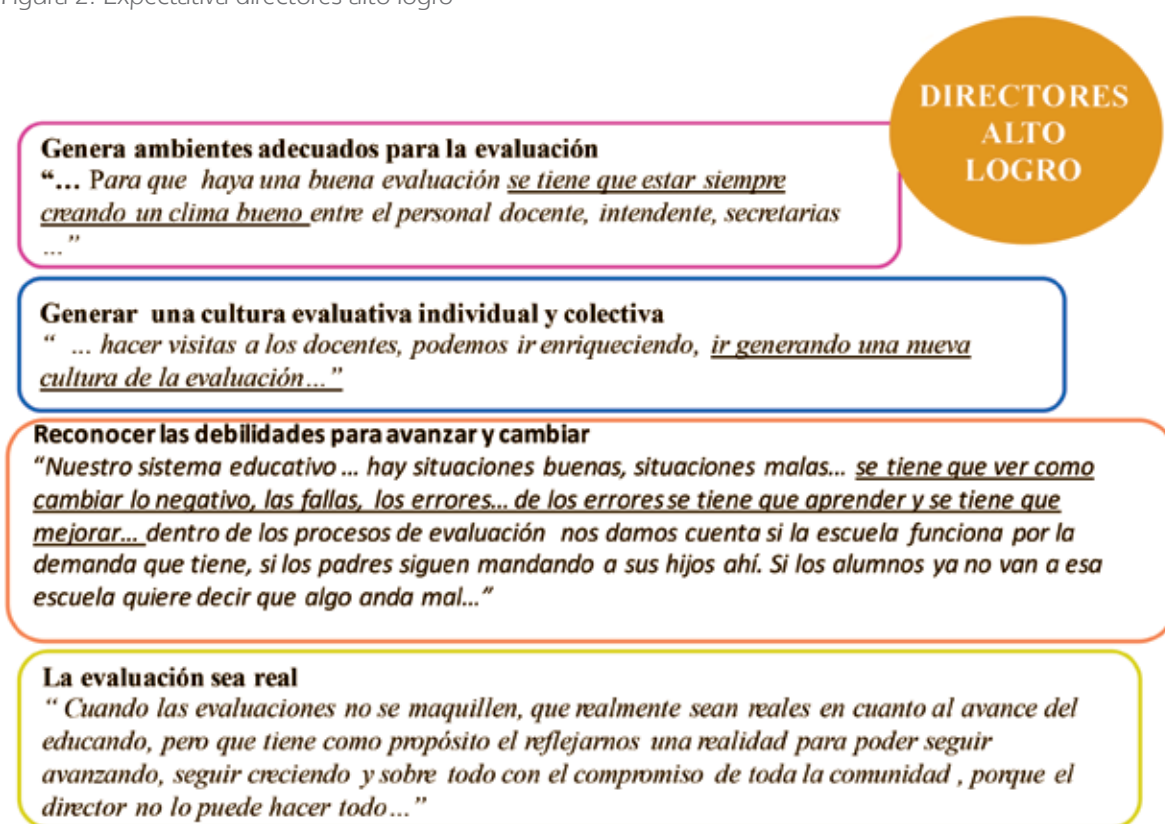 Figura 2. Expectativa directores alto logro
DIRECTORES
ALTO
LOGRO
Genera ambientes adecuados para la evaluación
“... Para que haya una buena evaluación se tiene que estar siempre
creando un clima bueno entre el personal docente, intendente, secretarias
...”
Generar una cultura evaluativa individual y colectiva
“ ... hacer visitas a los docentes, podemos ir enriqueciendo, ir generando una nueva
cultura de la evaluación...”
Reconocer las debilidades para avanzar y cambiar
“Nuestro sistema educativo ... hay situaciones buenas, situaciones malas... se tiene que ver como
cambiar lo negativo, las fallas, los errores... de los errores se tiene que aprender y se tiene que
mejorar... dentro de los procesos de evaluación nos damos cuenta si la escuela funciona por la
demanda que tiene, si los padres siguen mandando a sus hijos ahí. Si los alumnos ya no van a esa
escuela quiere decir que algo anda mal...”
La evaluación sea real
“ Cuando las evaluaciones no se maquillen, que realmente sean reales en cuanto al avance del
educando, pero que tiene como propósito el reflejarnos una realidad para poder seguir
avanzando, seguir creciendo y sobre todo con el compromiso de toda la comunidad , porque el
director no lo puede hacer todo...”